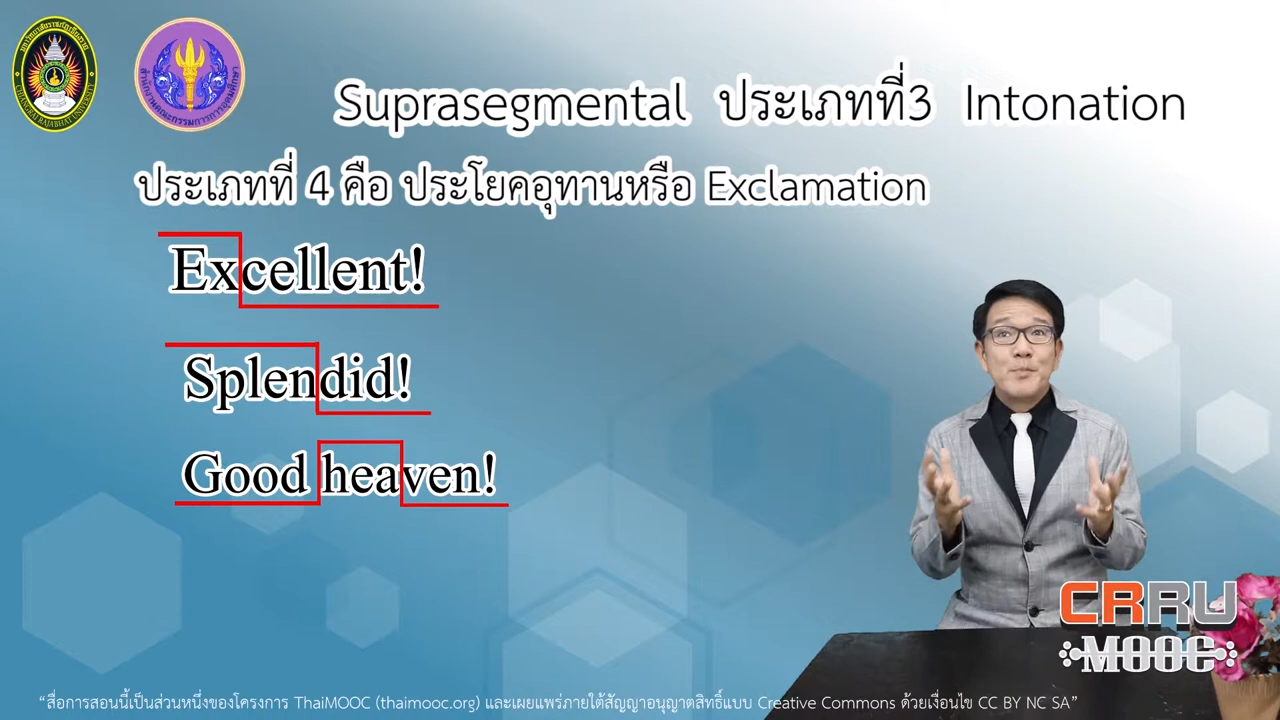 Suprasegmental ประเภทที่3 Intonation
ประเภทที่ 4 คือ ประโยคอุทานหรือ Exclamation
Excellent!
Splendid!
Good heaven!
CRRU
MOOC
“สื่อการสอนนี้เป็นส่วนหนึ่งของโครงการ ThaiMOOC (thaimooc.org) และเผยแพร่ภายใต้สัญญาอนุญาตสิทธิ์แบบ Creative Commons ด้วยเงื่อนไข CC BY NC SA”